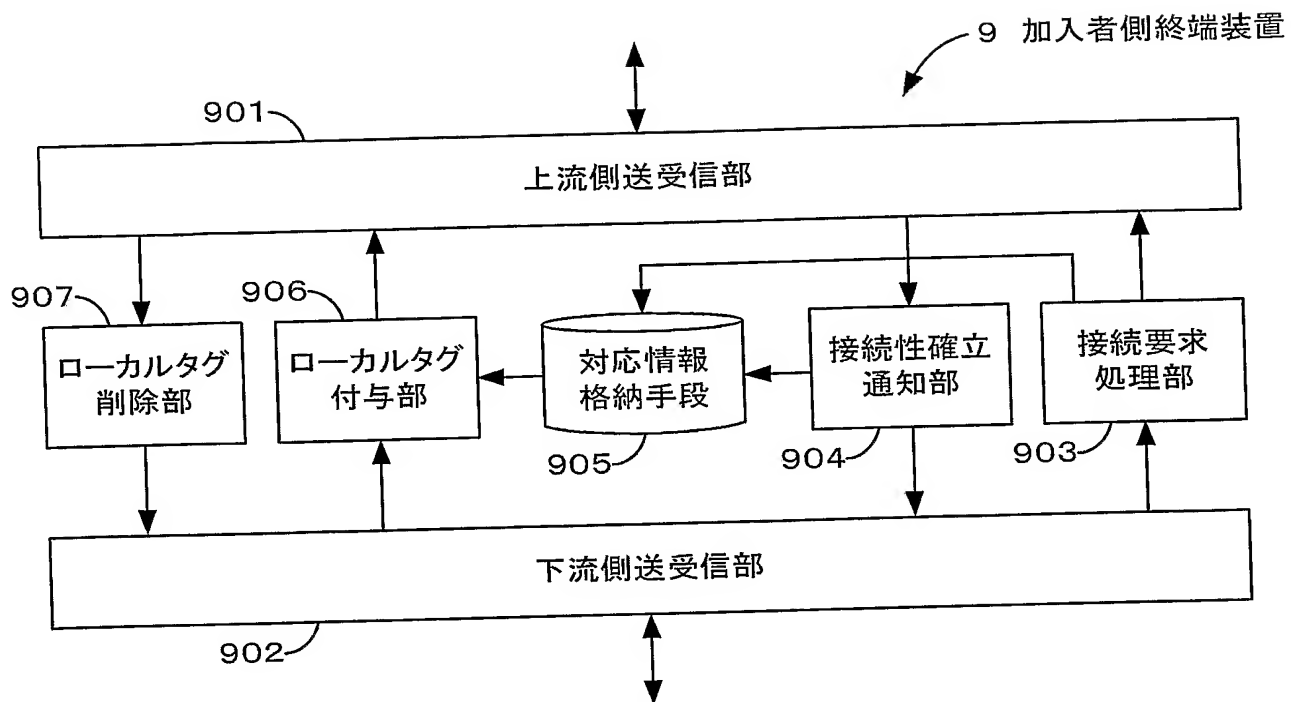 9 加入者側終端装置
901
上流側送受信部
907
906
ローカルタグ
削除部
ローカルタグ
付与部
対応情報
格納手段
接続性確立
通知部
接続要求
処理部
905
904
903
下流側送受信部
902